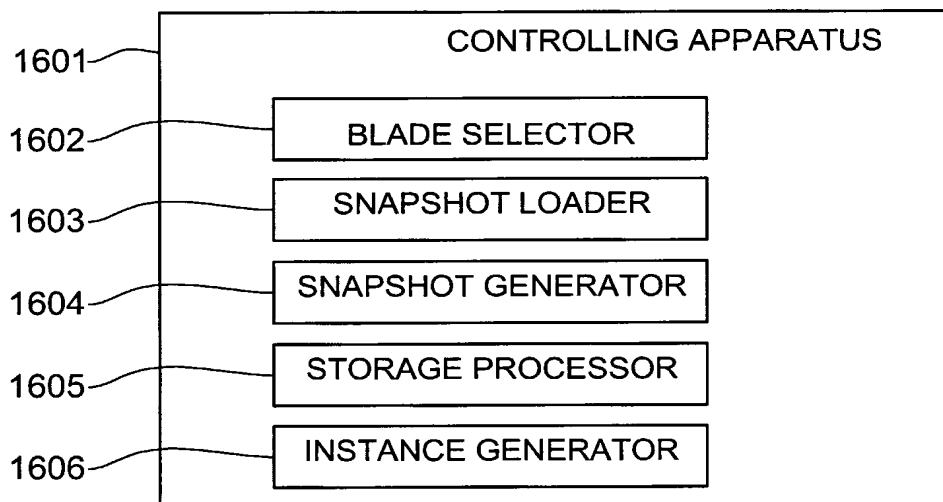 CONTROLLING APPARATUS
1601
1602 BLADE SELECTOR
1603 SNAPSHOT LOADER
1604 SNAPSHOT GENERATOR
1605 STORAGE PROCESSOR
1606 INSTANCE GENERATOR